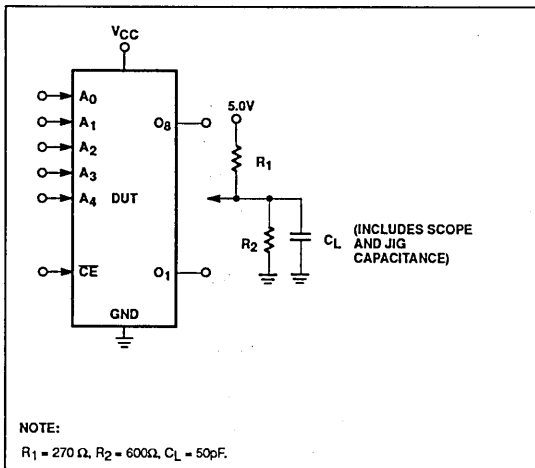 VCC
A0
A1
A2
A3
A4
DUT
O8
O1
CE
GND
5.0V
R1
R2
CL
(INCLUDES SCOPE
AND JIG
CAPACITANCE)
NOTE:
R1 = 270 Ω, R2 = 600Ω, CL = 50pF.